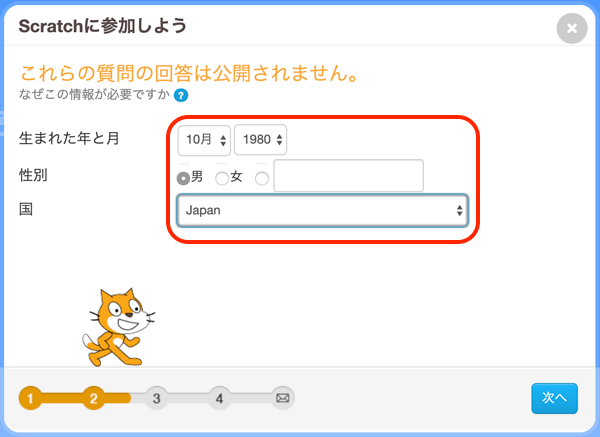 Scratchに参加しよう
これらの質問の回答は公開されません。
なぜこの情報が必要ですか ?
生まれた年と月 10月 1980
性別 男 女
国 Japan
1 2 3 4 次へ